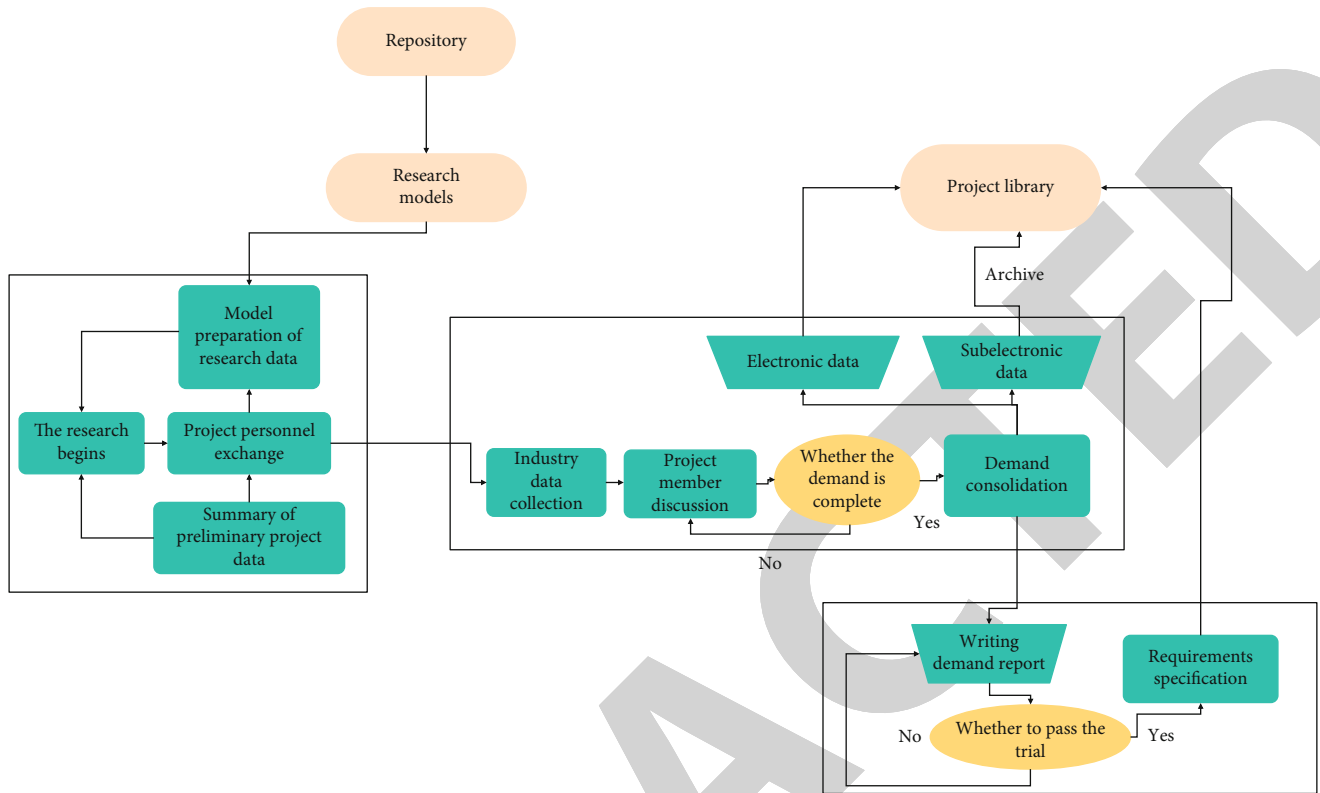 Repository
Research
models
Project library
Archive
Model
preparation of
research data
Electronic data
Subelectronic
data
The research
begins
Project personnel
exchange
Industry
data
collection
Project
member
discussion
Whether the
demand is
complete
Demand
consolidation
Yes
No
Summary of
preliminary project
data
Writing
demand report
Requirements
specification
No
Whether to pass the
trial
Yes
ACTED